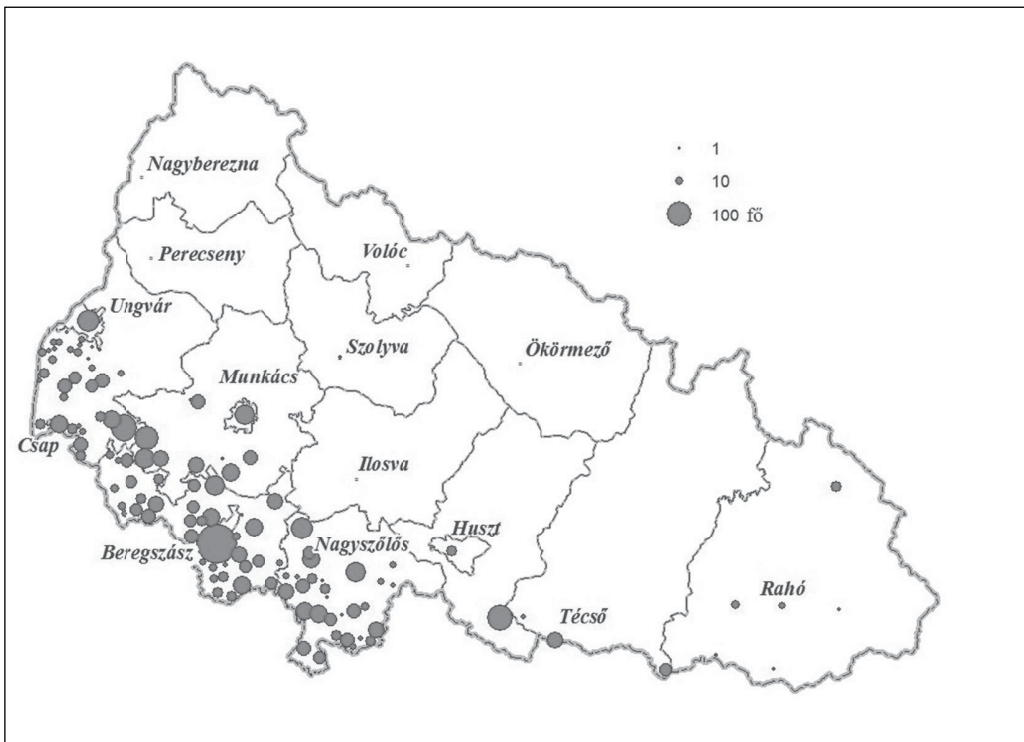 Nagyberezna
1
10
100 fő
Perecseny
Volóc
Ungvár
Szolyva
Ökörmező
Munkács
Csap
Ilosva
Huszt
Beregszász
Nagyszőlős
Rahó
Técső